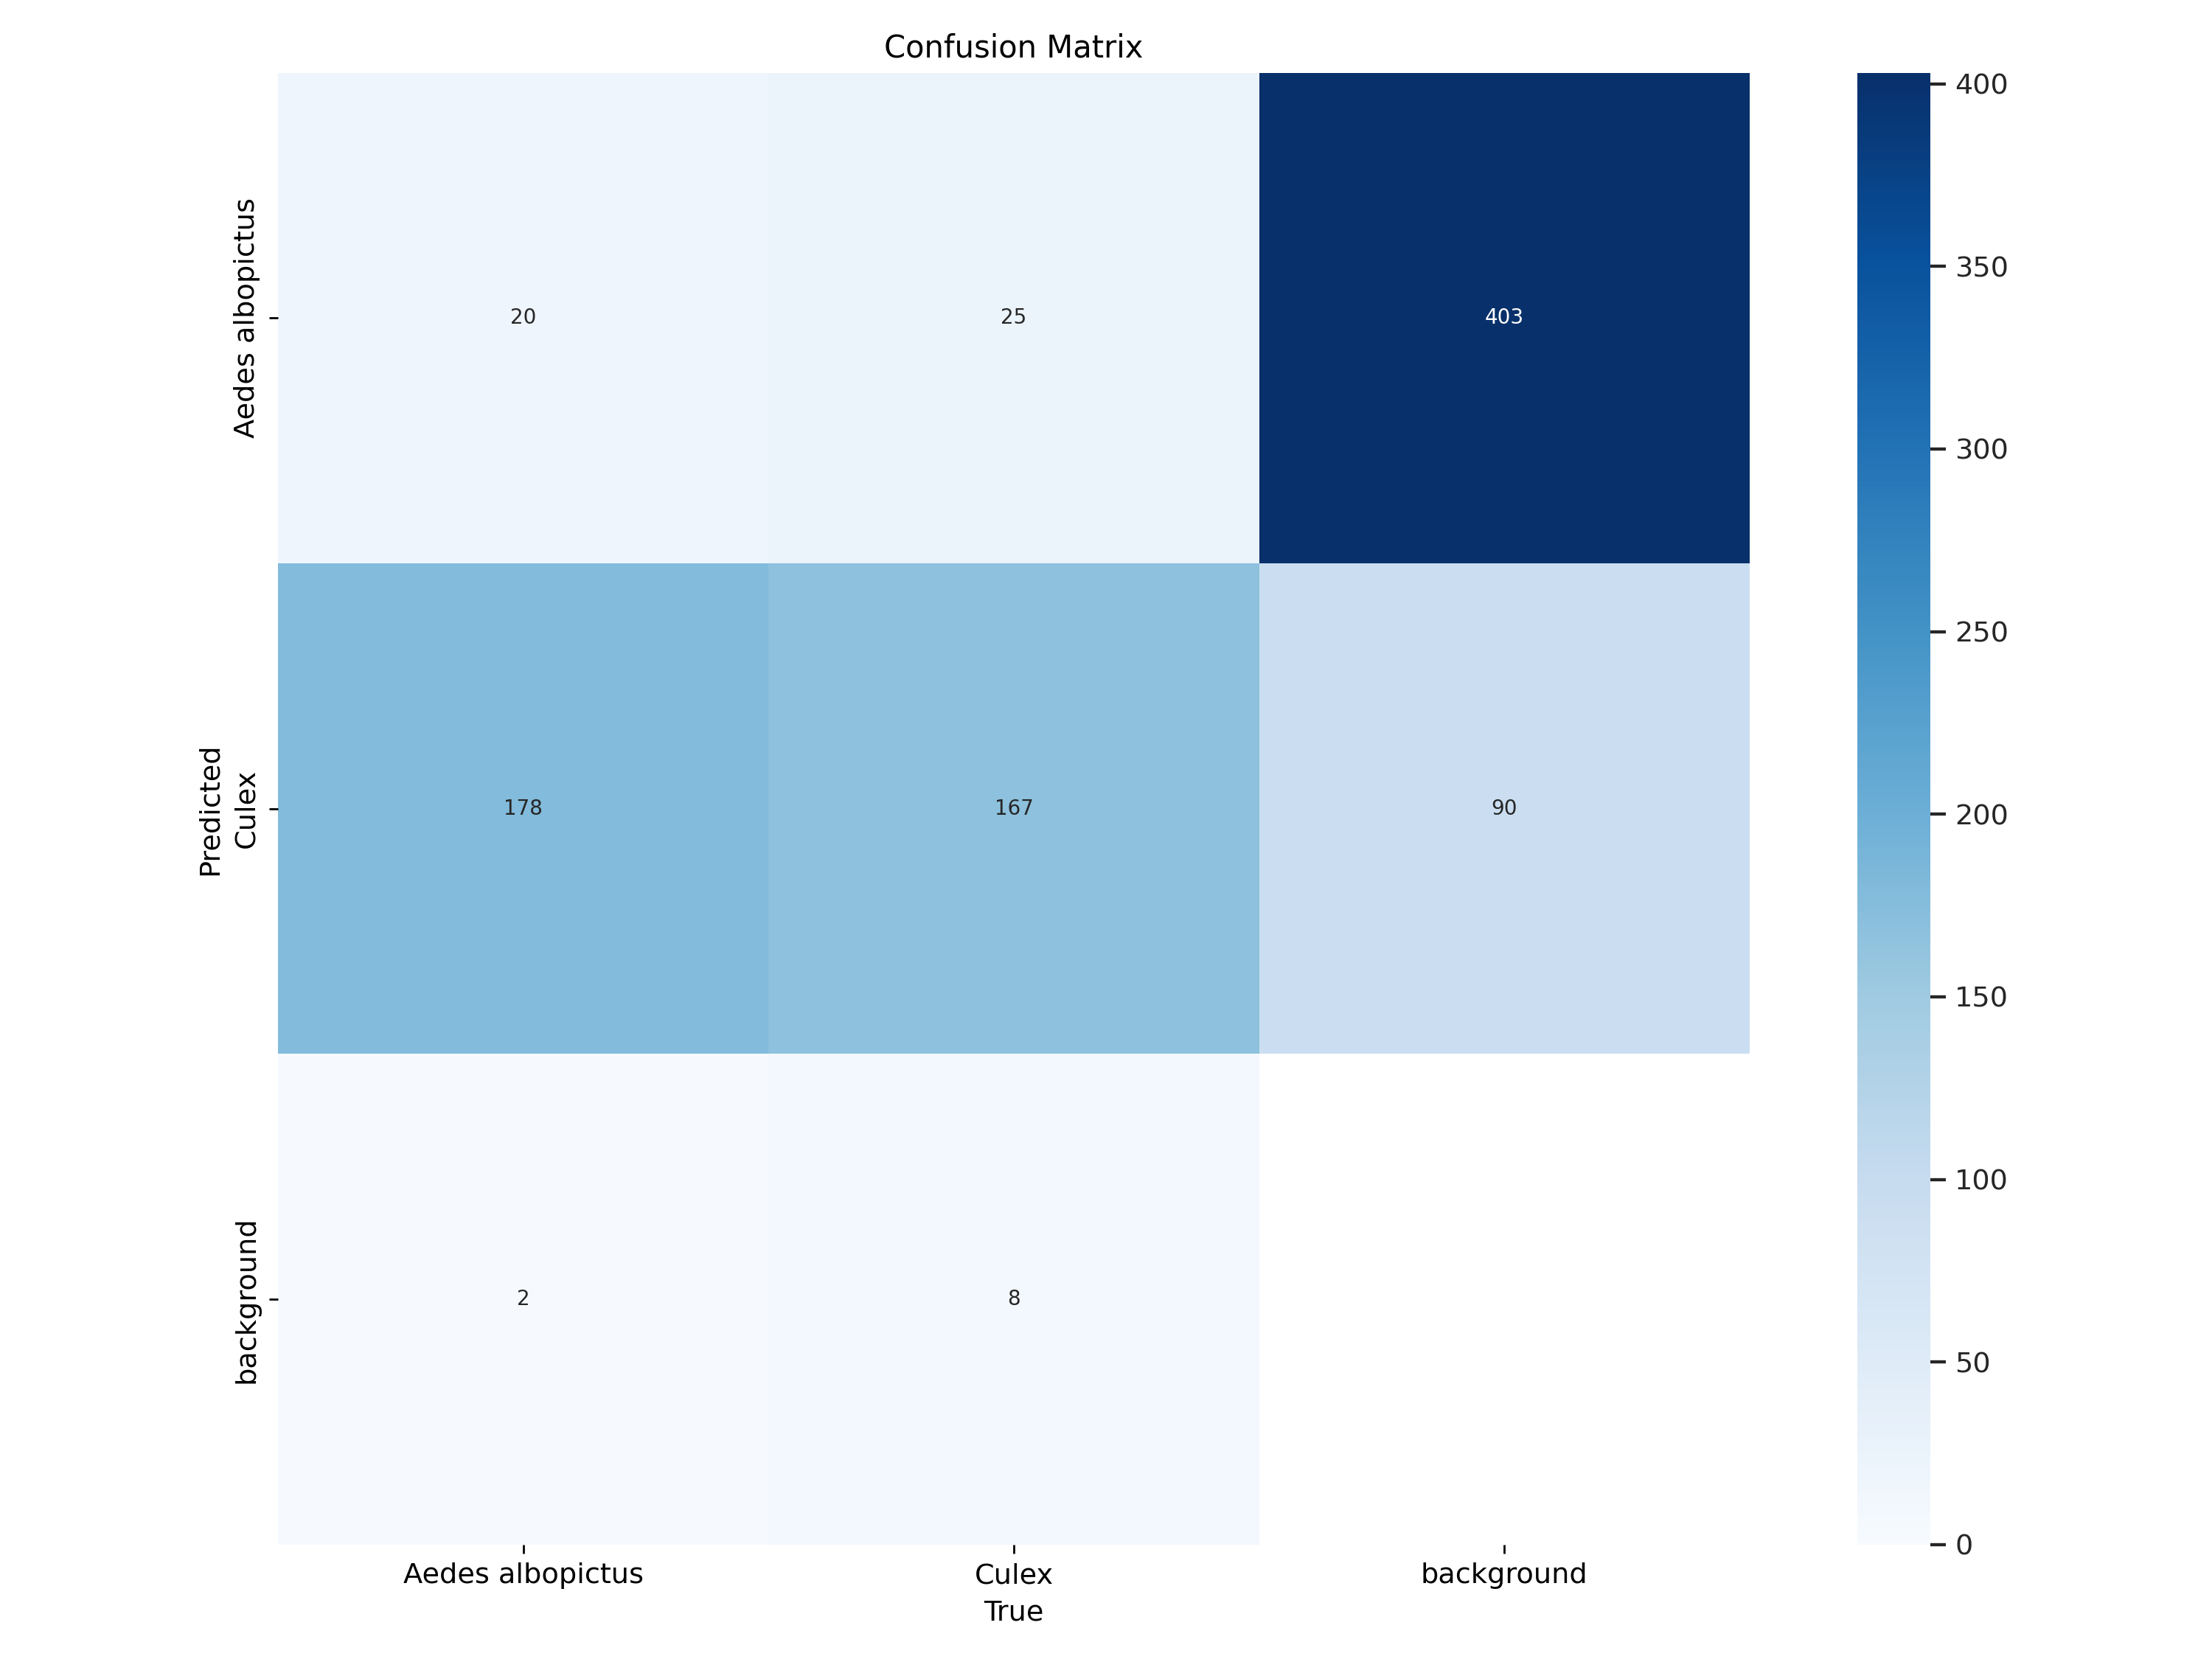 Confusion Matrix
Aedes albopictus
20
25
403
Predicted
Culex
178
167
90
background
2
8
Aedes albopictus
Culex
background
True
400
350
300
250
200
150
100
50
0